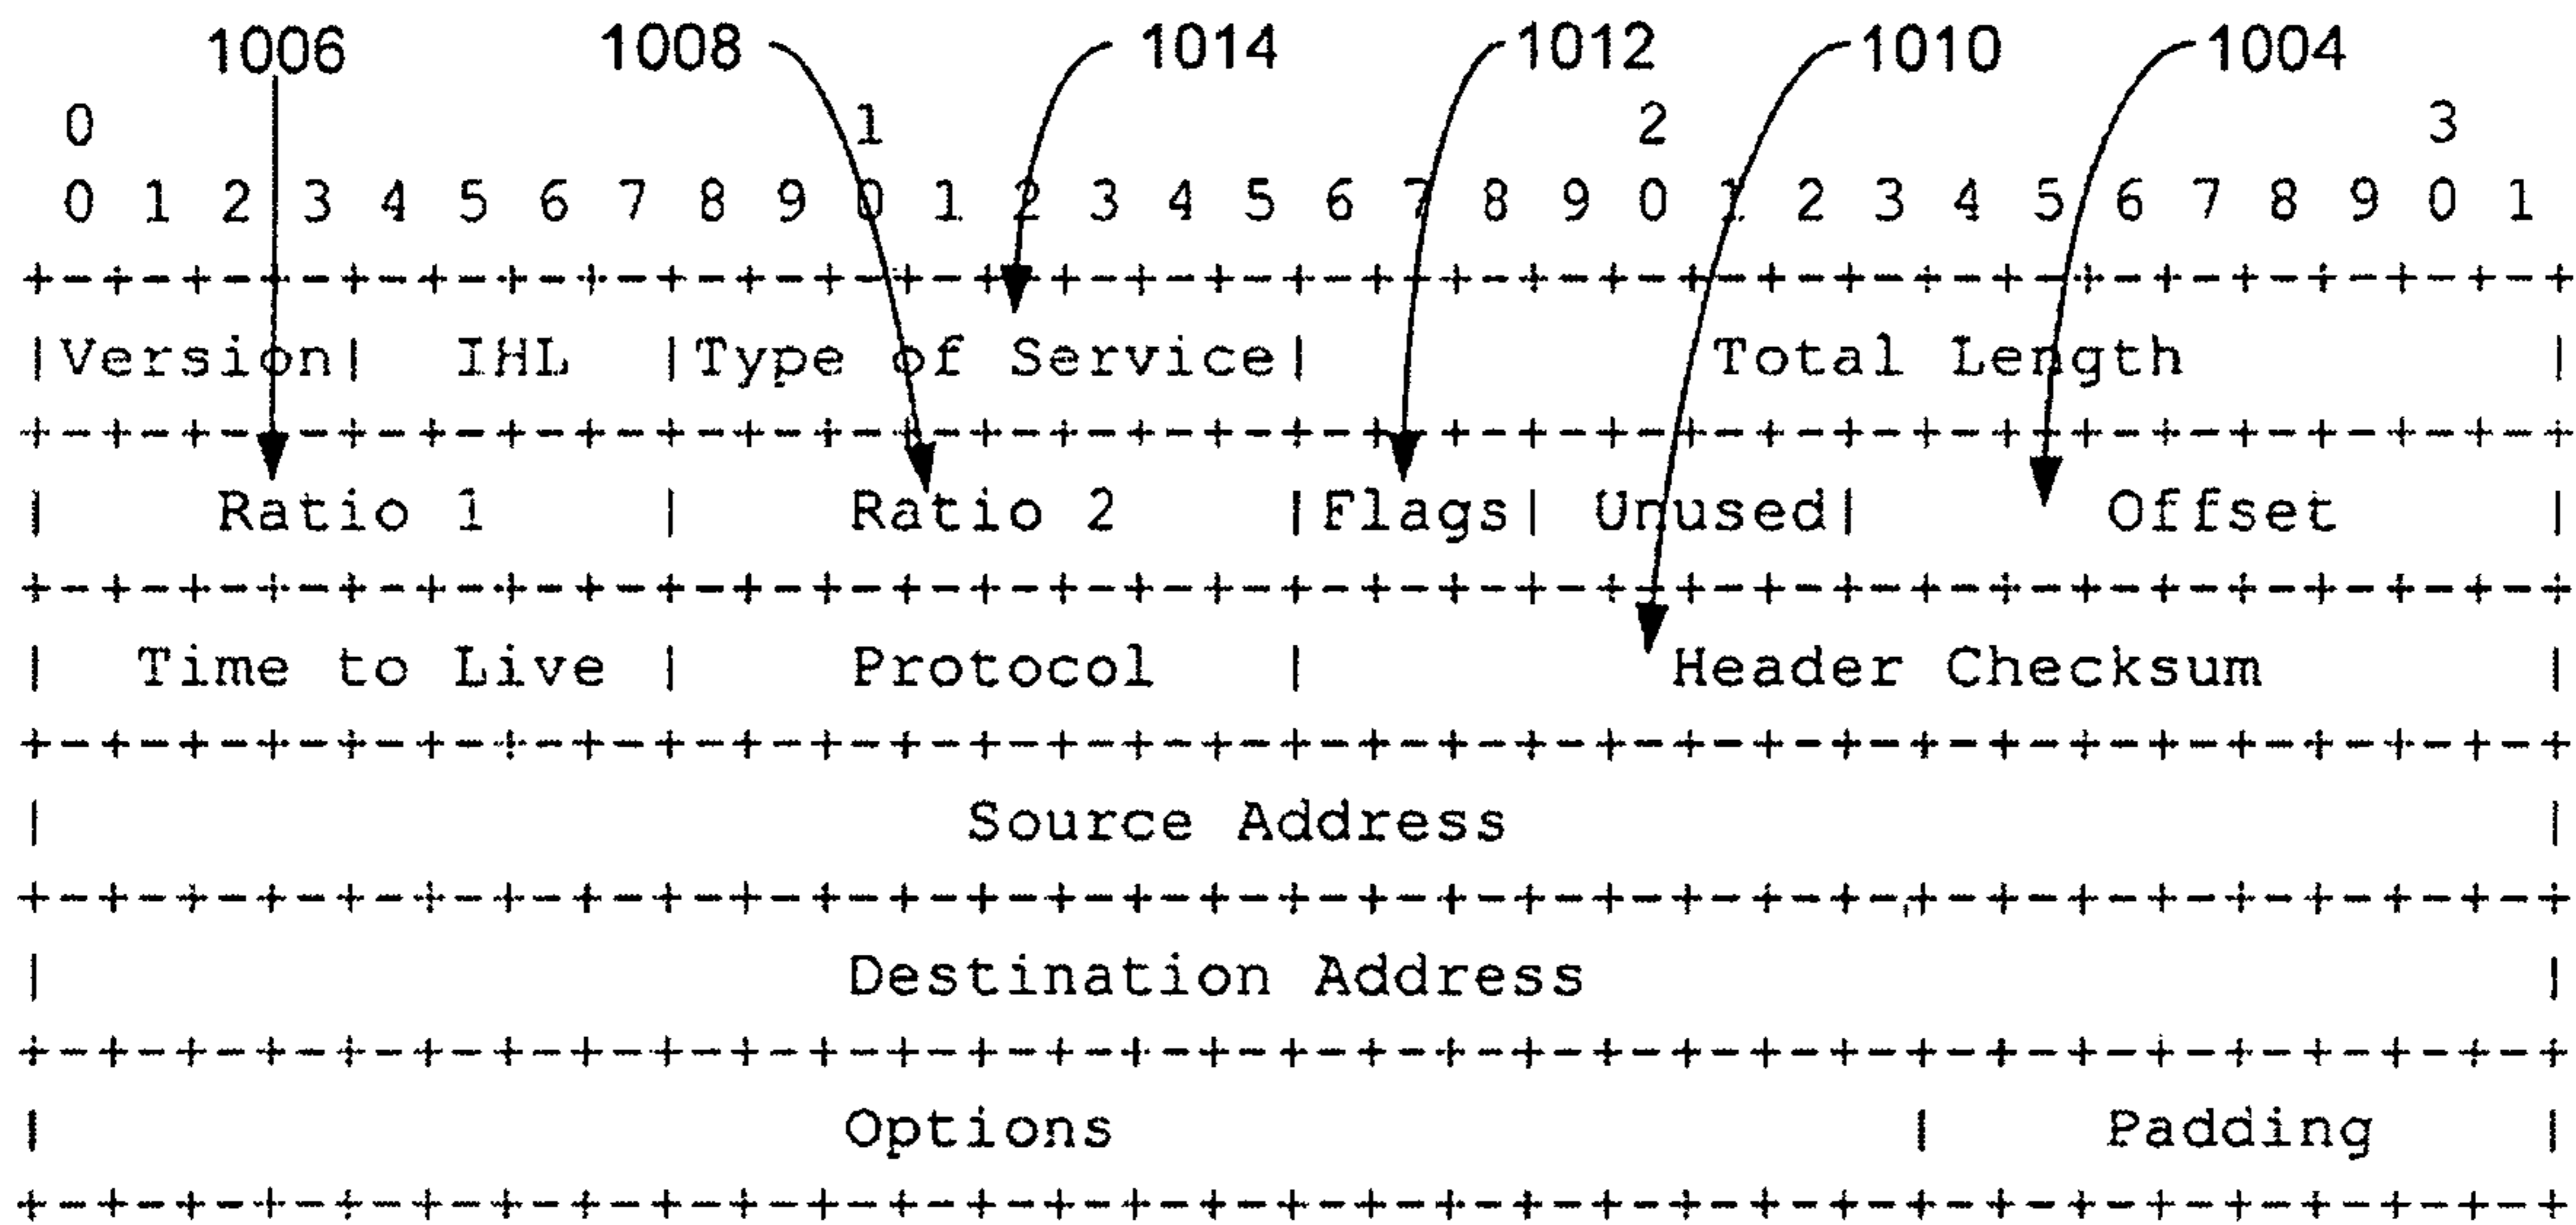 1006 1008 1014 1012 1010 1004
0 1 2 3
0 1 2 3 4 5 6 7 8 9 0 1 2 3 4 5 6 7 8 9 0 1 2 3 4 5 6 7 8 9 0 1
+-+-+-+-+-+-+-+-+-+-+-+-+-+-+-+-+-+-+-+-+-+-+-+-+-+-+-+-+-+-+-+-+
|Version| IHL |Type of Service| Total Length |
+-+-+-+-+-+-+-+-+-+-+-+-+-+-+-+-+-+-+-+-+-+-+-+-+-+-+-+-+-+-+-+-+
| Ratio 1 | Ratio 2 |Flags| Unused| Offset |
+-+-+-+-+-+-+-+-+-+-+-+-+-+-+-+-+-+-+-+-+-+-+-+-+-+-+-+-+-+-+-+-+
| Time to Live | Protocol | Header Checksum |
+-+-+-+-+-+-+-+-+-+-+-+-+-+-+-+-+-+-+-+-+-+-+-+-+-+-+-+-+-+-+-+-+
| Source Address |
+-+-+-+-+-+-+-+-+-+-+-+-+-+-+-+-+-+-+-+-+-+-+-+-+-+-+-+-+-+-+-+-+
| Destination Address |
+-+-+-+-+-+-+-+-+-+-+-+-+-+-+-+-+-+-+-+-+-+-+-+-+-+-+-+-+-+-+-+-+
| Options | Padding |
+-+-+-+-+-+-+-+-+-+-+-+-+-+-+-+-+-+-+-+-+-+-+-+-+-+-+-+-+-+-+-+-+